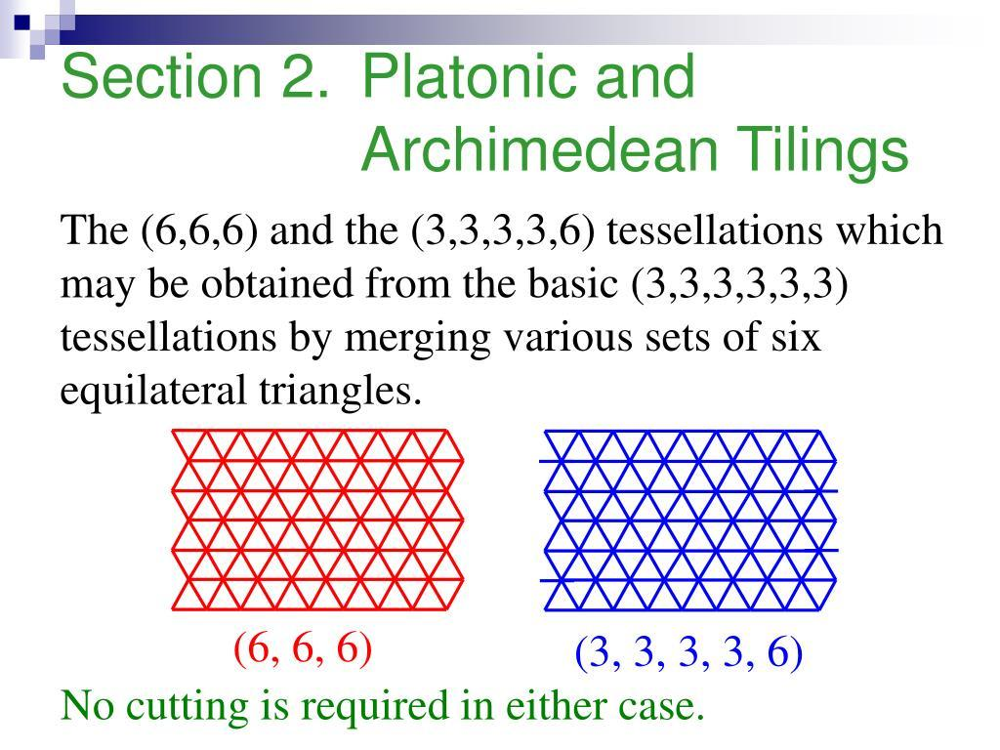 Section 2. Platonic and
Archimedean Tilings
The (6,6,6) and the (3,3,3,3,6) tessellations which
may be obtained from the basic (3,3,3,3,3,3)
tessellations by merging various sets of six
equilateral triangles.
(6, 6, 6)
(3, 3, 3, 3, 6)
No cutting is required in either case.